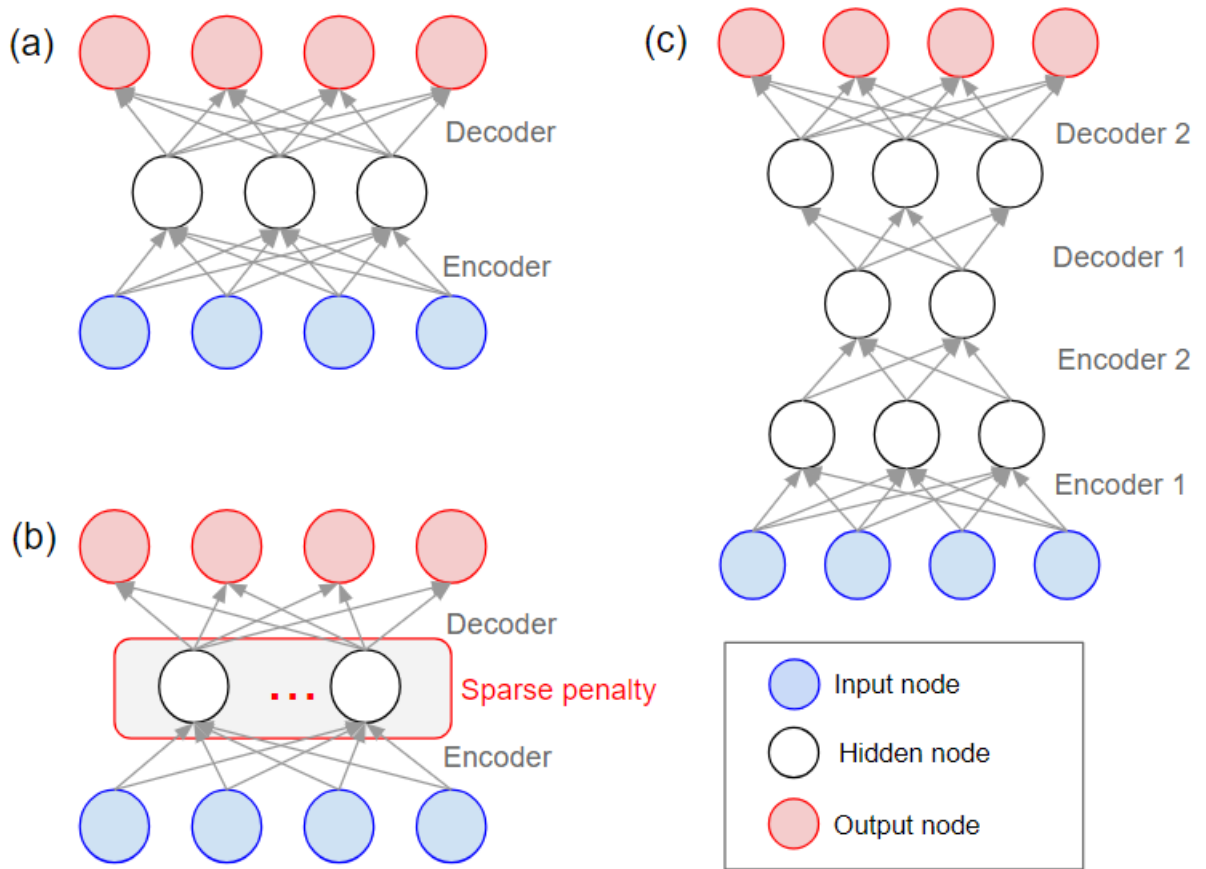 (a)
Decoder
Encoder
(b)
Decoder
...
Sparse penalty
Encoder
(c)
Decoder 2
Decoder 1
Encoder 2
Encoder 1
Input node
Hidden node
Output node